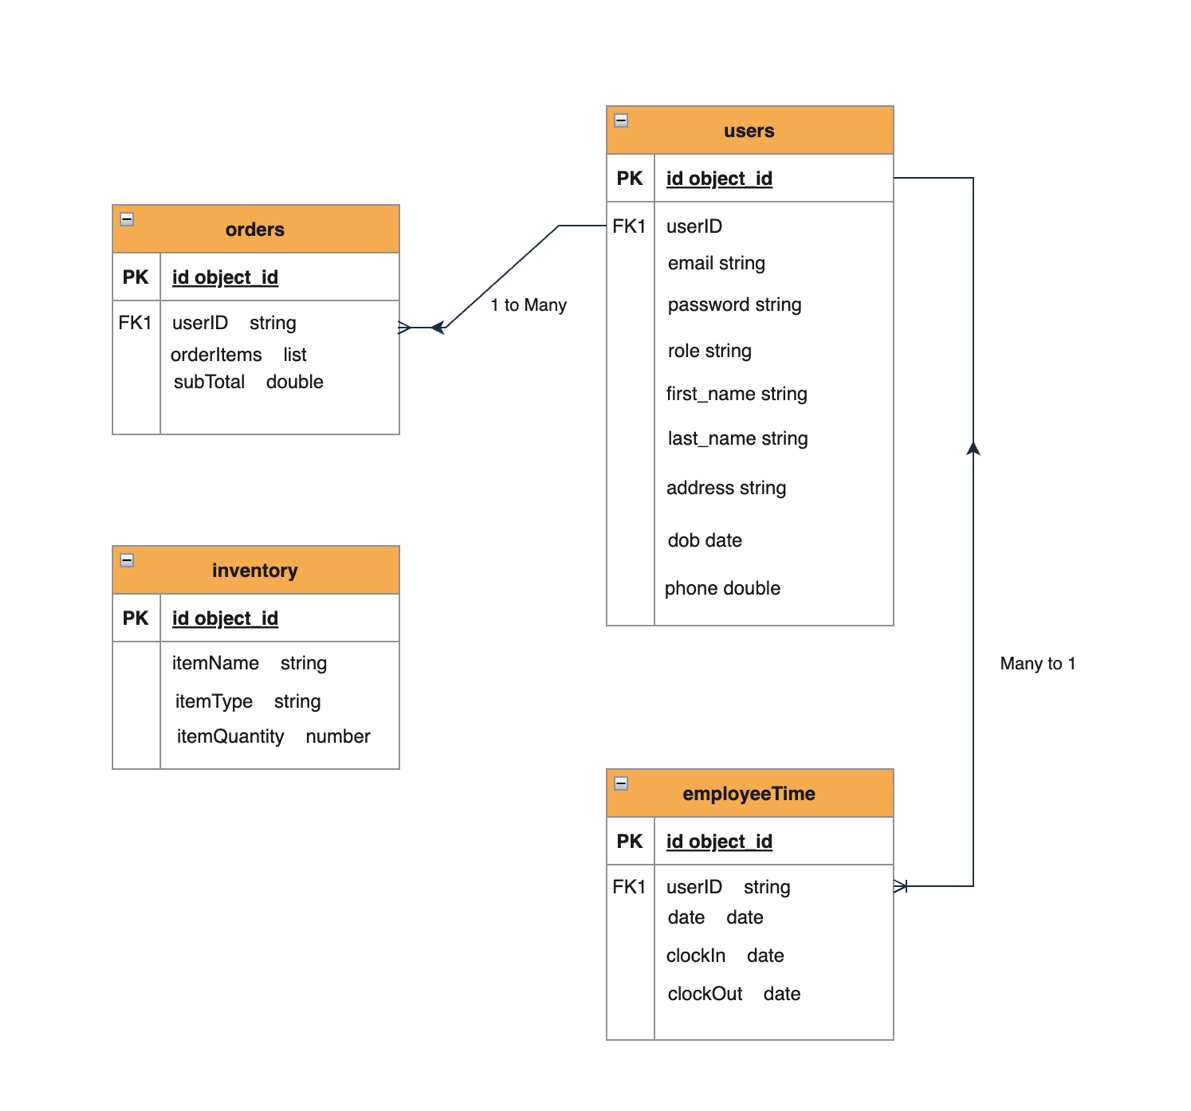 users
PK id object_id
FK1 userID
email string
password string
role string
first_name string
last_name string
address string
dob date
phone double
orders
PK id object_id
FK1 userID string
orderItems list
subTotal double
1 to Many
inventory
PK id object_id
itemName string
itemType string
itemQuantity number
Many to 1
employeeTime
PK id object_id
FK1 userID string
date date
clockIn date
clockOut date